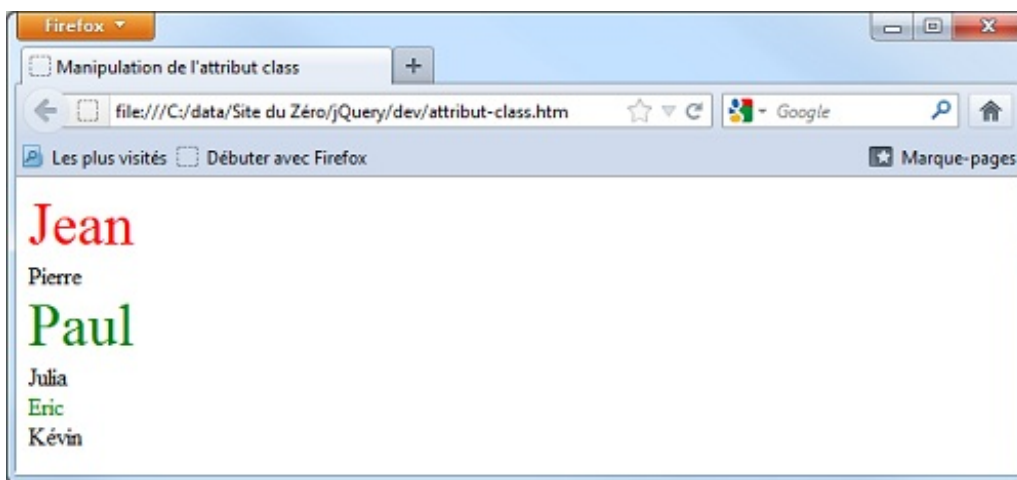 Firefox
Manipulation de l'attribut class
file:///C:/data/Site du Zéro/jQuery/dev/attribut-class.htm
Google
Les plus visités Débuter avec Firefox Marque-pages
Jean
Pierre
Paul
Julia
Eric
Kévin